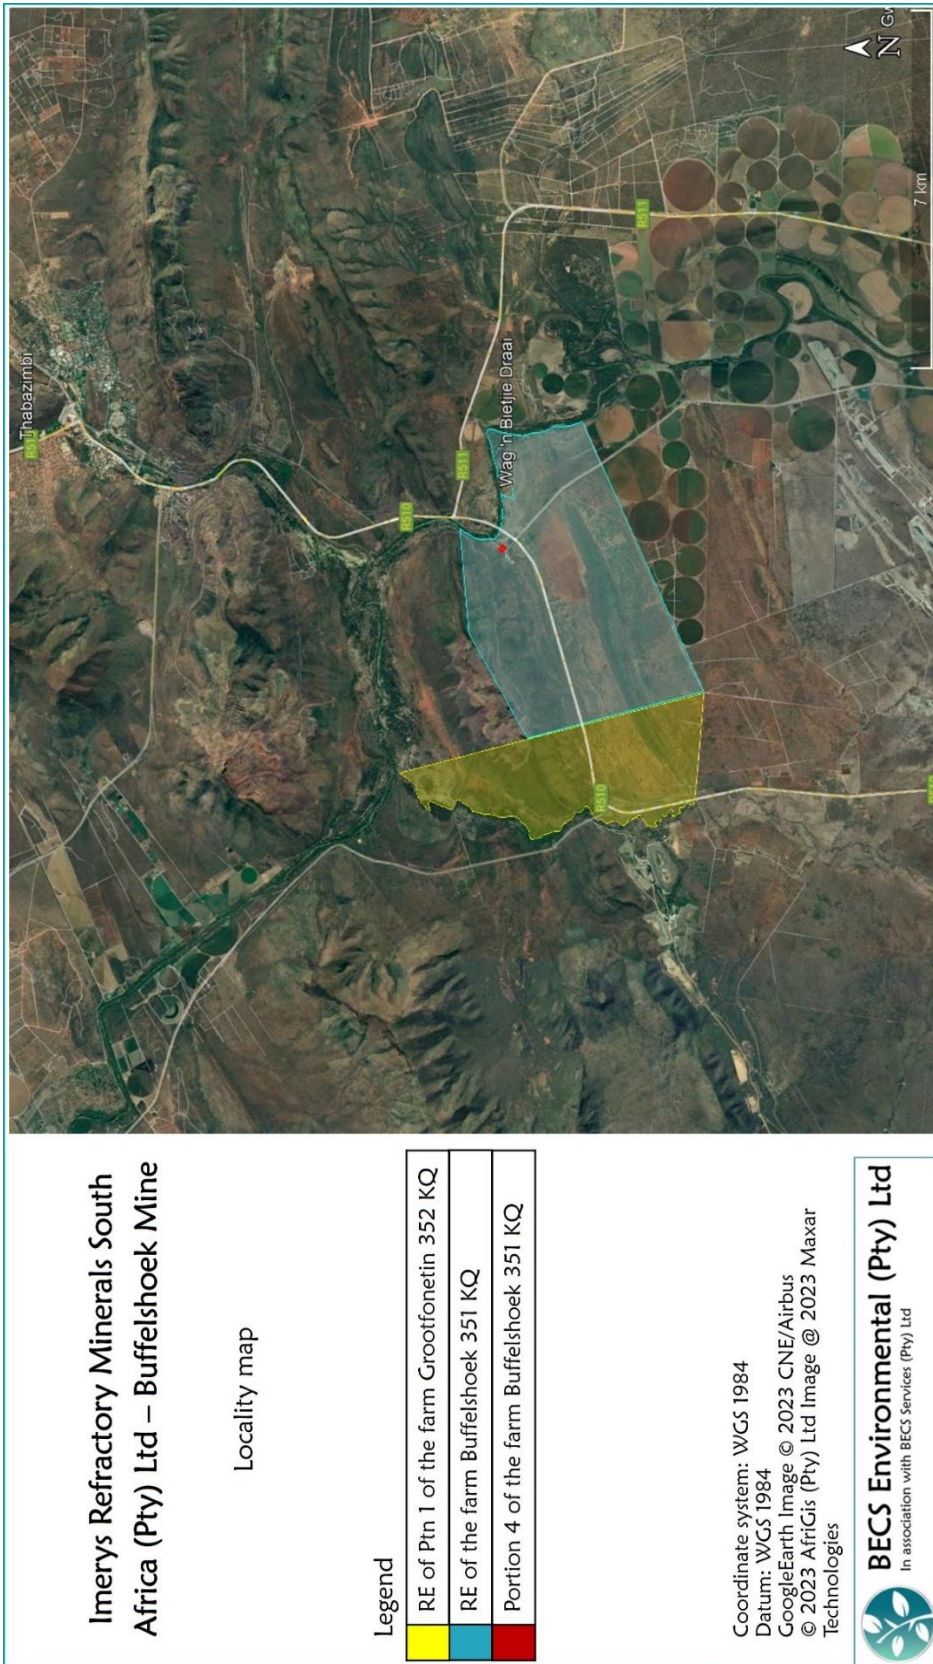 Imerys Refractory Minerals South
Africa (Pty) Ltd – Buffelshoek Mine
Locality map
Legend
RE of Ptn 1 of the farm Grootfonetin 352 KQ
RE of the farm Buffelshoek 351 KQ
Portion 4 of the farm Buffelshoek 351 KQ
Coordinate system: WGS 1984
Datum: WGS 1984
GoogleEarth Image © 2023 CNE/Airbus
© 2023 AfriGis (Pty) Ltd Image @ 2023 Maxar
Technologies
BECS Environmental (Pty) Ltd
In association with BECS Services (Pty) Ltd
Thabazimbi
R510
R511
Wag 'n Bietjie Draai
R511
R510
N
7 km